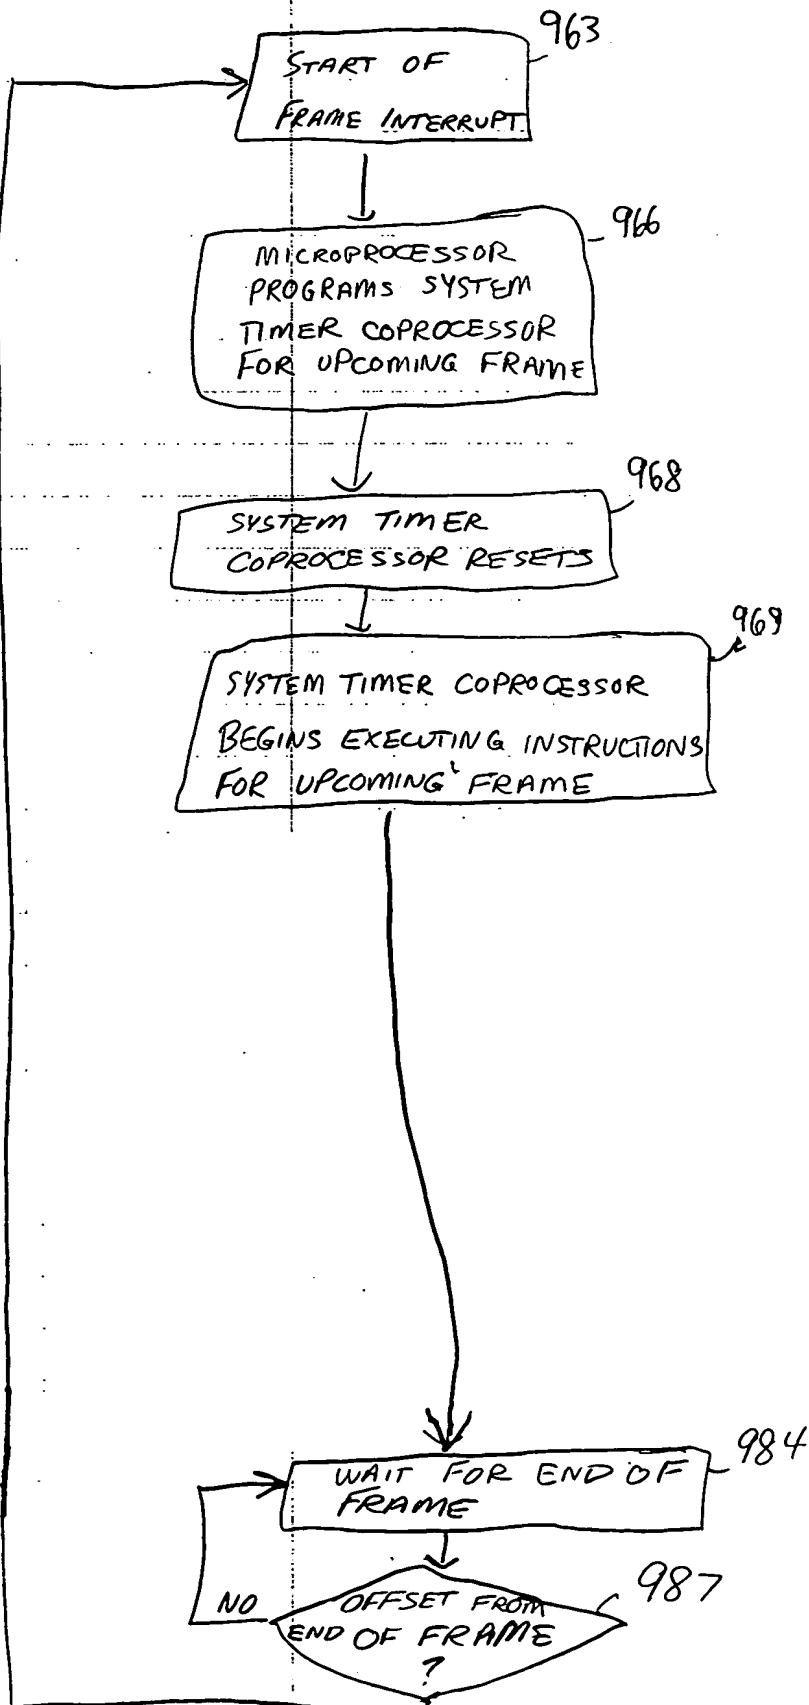 963
START OF
FRAME INTERRUPT
966
MICROPROCESSOR
PROGRAMS SYSTEM
TIMER COPROCESSOR
FOR UPCOMING FRAME
968
SYSTEM TIMER
COPROCESSOR RESETS
969
SYSTEM TIMER COPROCESSOR
BEGINS EXECUTING INSTRUCTIONS
FOR UPCOMING FRAME
984
WAIT FOR END OF
FRAME
987
NO
OFFSET FROM
END OF FRAME
?